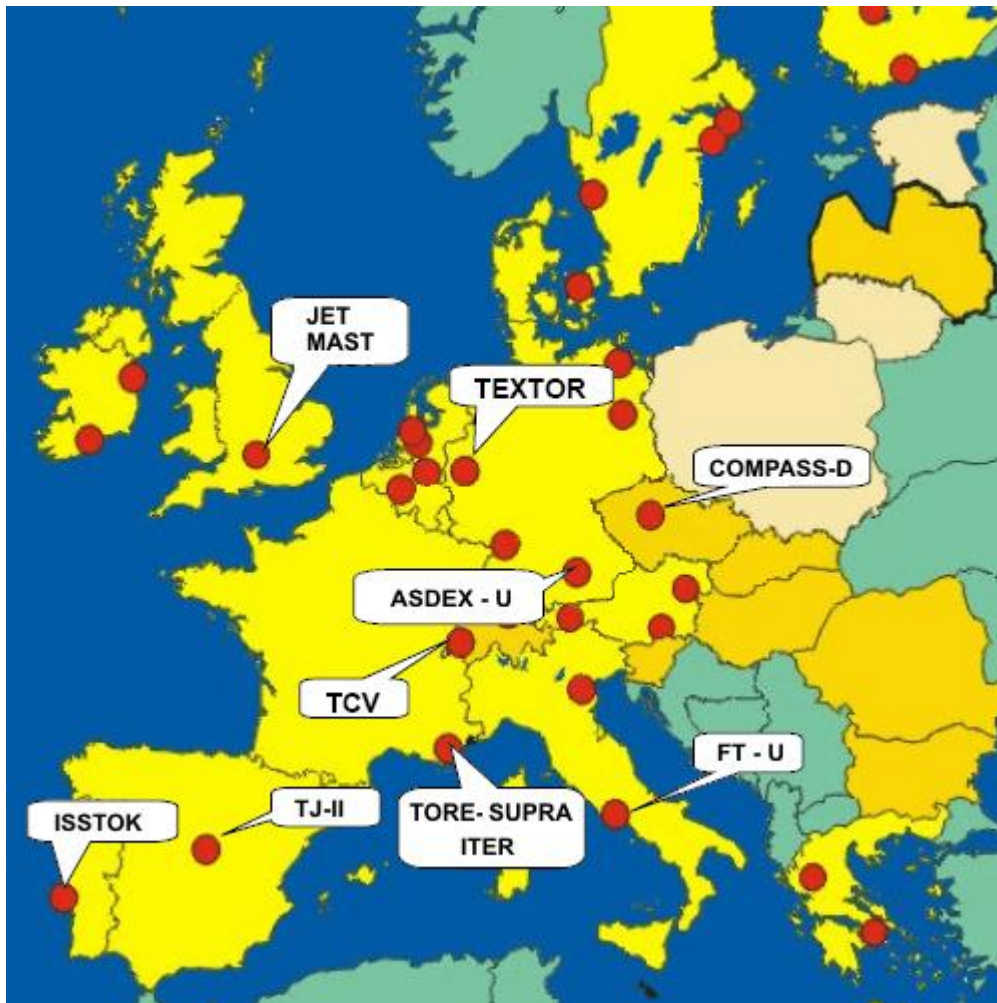 JET
MAST
TEXTOR
COMPASS-D
ASDEX - U
TCV
FT - U
TJ-II
ISSTOK
TORE- SUPRA
ITER